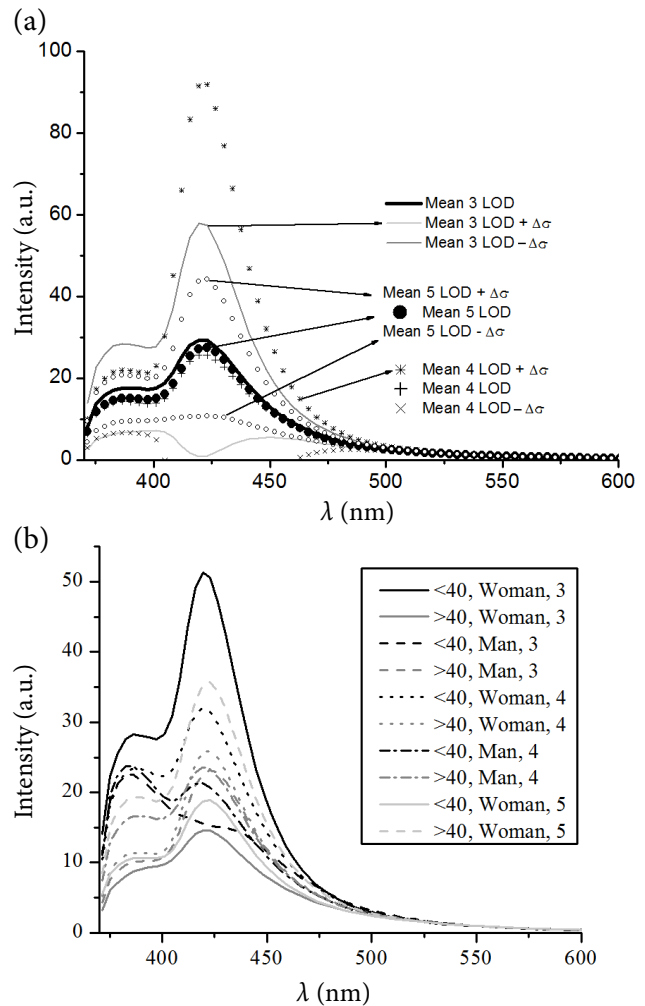 (a)
100
80
60
40
20
0
Intensity (a.u.)
Mean 3 LOD
Mean 3 LOD + Δσ
Mean 3 LOD – Δσ
Mean 5 LOD + Δσ
Mean 5 LOD
Mean 5 LOD - Δσ
Mean 4 LOD + Δσ
Mean 4 LOD
Mean 4 LOD – Δσ
400 450 500 550 600
λ (nm)
(b)
50
40
30
20
10
0
Intensity (a.u.)
<40, Woman, 3
>40, Woman, 3
<40, Man, 3
>40, Man, 3
<40, Woman, 4
>40, Woman, 4
<40, Man, 4
>40, Man, 4
<40, Woman, 5
>40, Woman, 5
400 450 500 550 600
λ (nm)